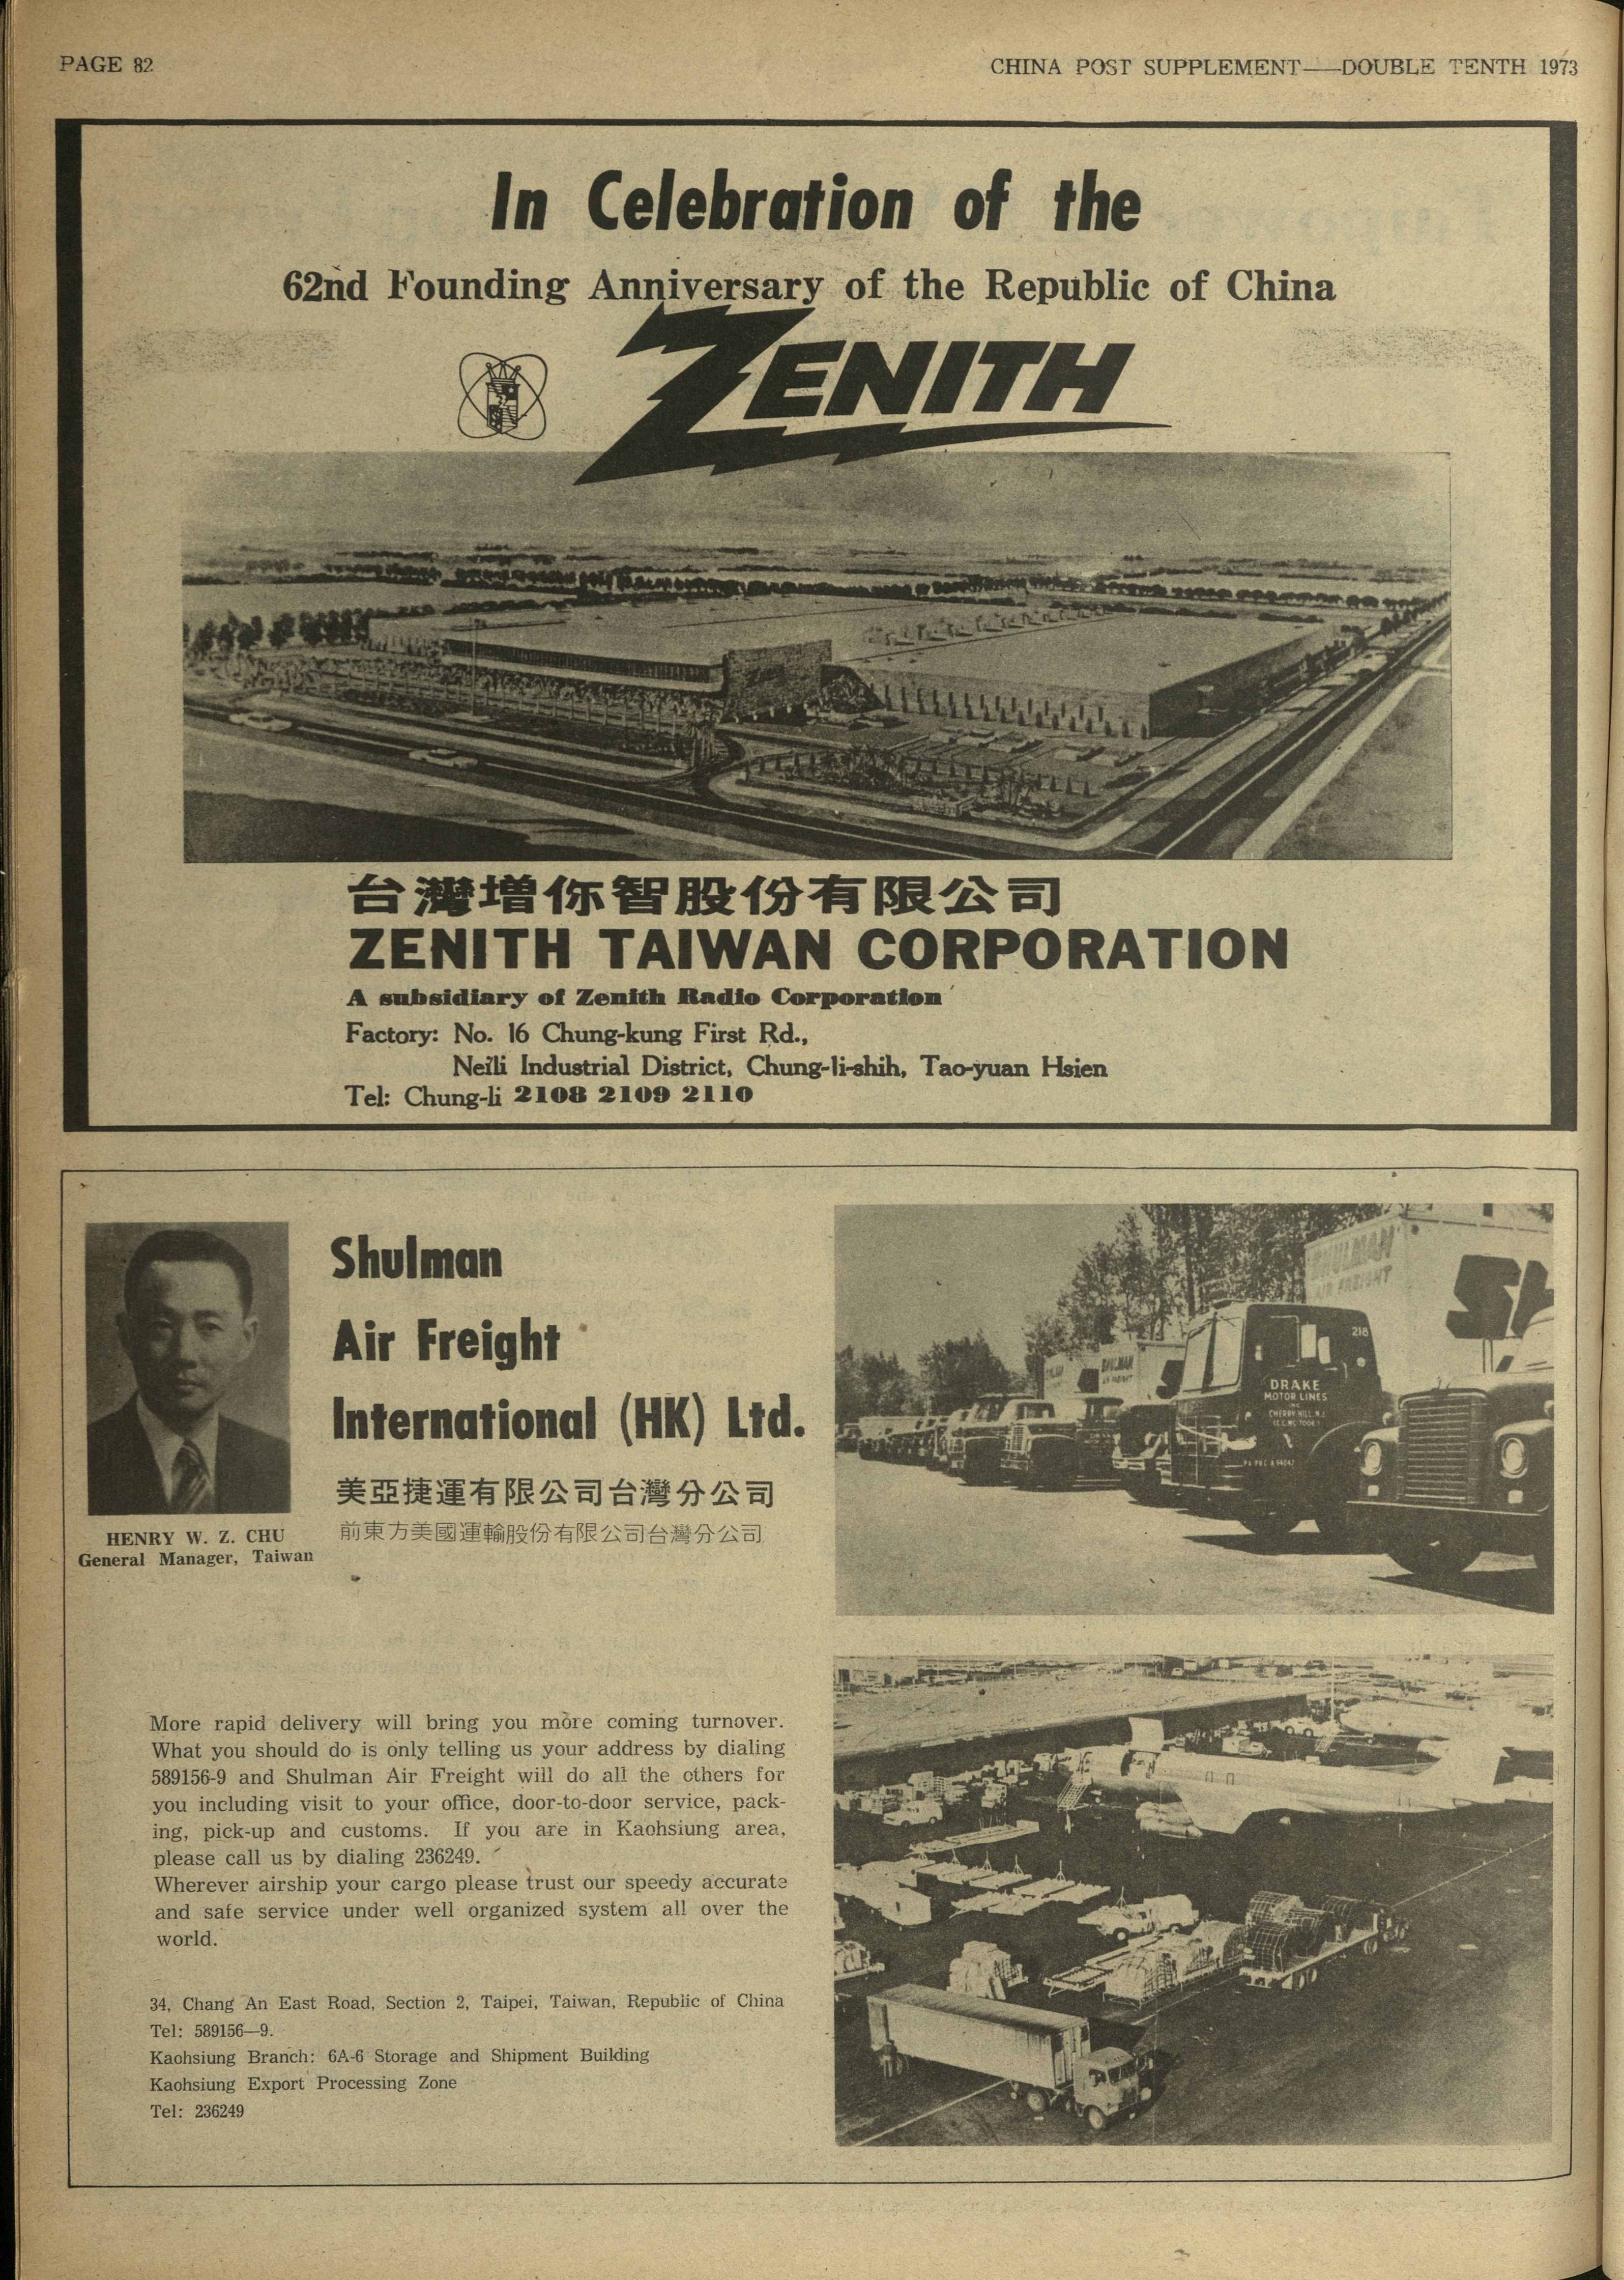 PAGE 82
CHINA POST SUPPLEMENT——DOUBLE TENTH 1973
In Celebration of the
62nd Founding Anniversary of the Republic of China
ZENITH
台灣增你智股份有限公司
ZENITH TAIWAN CORPORATION
A subsidiary of Zenith Radio Corporation
Factory: No. 16 Chung-kung First Rd.,
Neili Industrial District, Chung-li-shih, Tao-yuan Hsien
Tel: Chung-li 2108 2109 2110
Shulman
Air Freight
International (HK) Ltd.
美亞捷運有限公司台灣分公司
前東方美國運輸股份有限公司台灣分公司
HENRY W. Z. CHU
General Manager, Taiwan
SHULMAN
AIR FREIGHT
SH
SHULMAN
AIR FREIGHT
218
DRAKE
MOTOR LINES
INC
CHERRY HILL, N.J.
More rapid delivery will bring you more coming turnover.
What you should do is only telling us your address by dialing
589156-9 and Shulman Air Freight will do all the others for
you including visit to your office, door-to-door service, pack-
ing, pick-up and customs. If you are in Kaohsiung area,
please call us by dialing 236249.
Wherever airship your cargo please trust our speedy accurate
and safe service under well organized system all over the
world.
34, Chang An East Road, Section 2, Taipei, Taiwan, Republic of China
Tel: 589156—9.
Kaohsiung Branch: 6A-6 Storage and Shipment Building
Kaohsiung Export Processing Zone
Tel: 236249